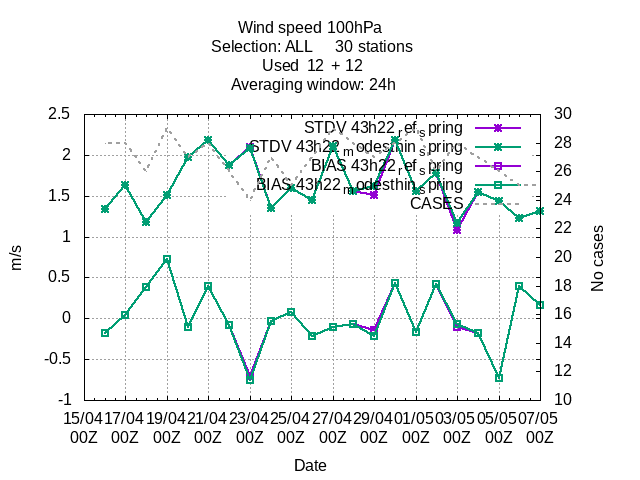 Wind speed 100hPa
Selection: ALL 30 stations
Used 12 + 12
Averaging window: 24h
STDV 43h22_ref_spring
STDV 43h22_modesthin_spring
BIAS 43h22_ref_spring
BIAS 43h22_modesthin_spring
CASES
2.5
2
1.5
1
0.5
0
-0.5
-1
m/s
30
28
26
24
22
20
18
16
14
12
10
No cases
15/04 17/04 19/04 21/04 23/04 25/04 27/04 29/04 01/05 03/05 05/05 07/05
00Z 00Z 00Z 00Z 00Z 00Z 00Z 00Z 00Z 00Z 00Z 00Z
Date